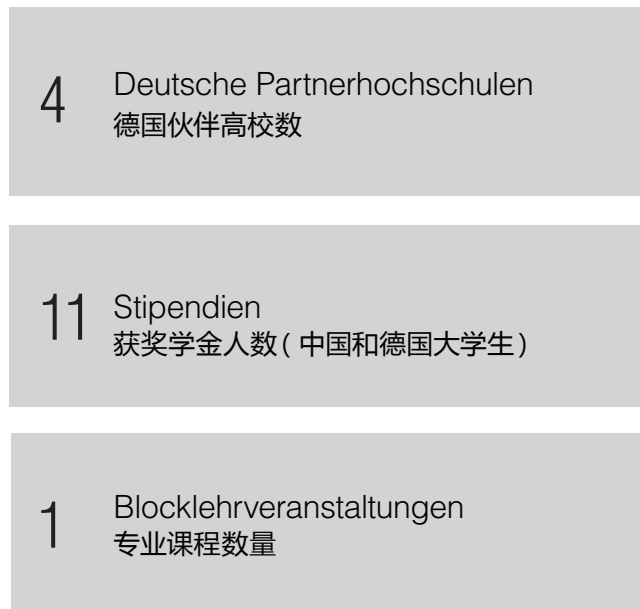 4
Deutsche Partnerhochschulen
德国伙伴高校数
11
Stipendien
获奖学金人数(中国和德国大学生)
1
Blocklehrveranstaltungen
专业课程数量